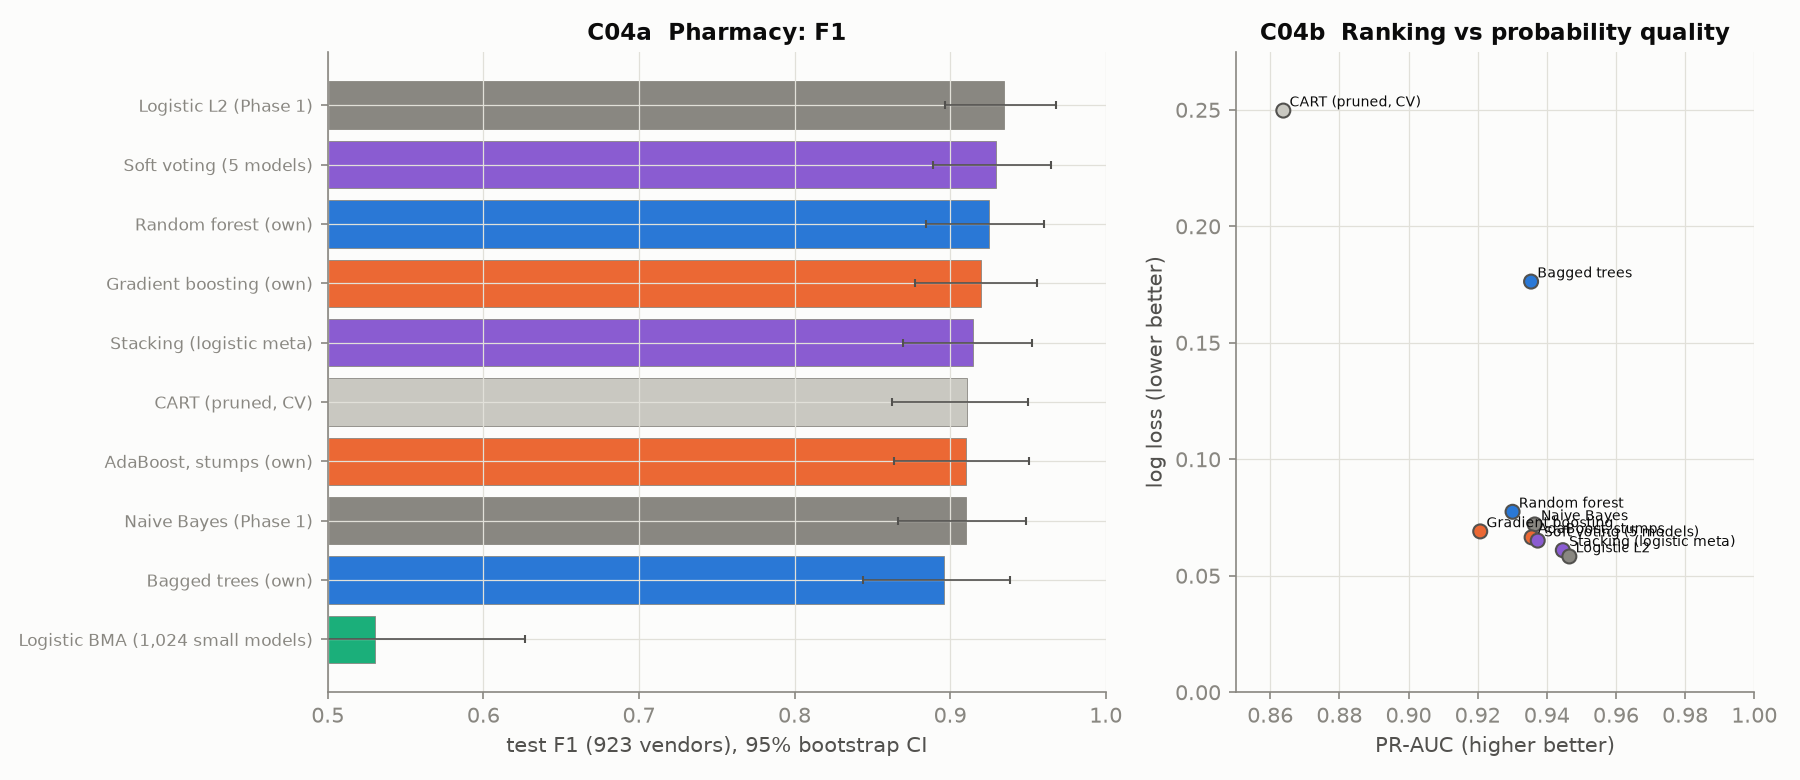 C04a  Pharmacy: F1
Logistic L2 (Phase 1)
Soft voting (5 models)
Random forest (own)
Gradient boosting (own)
Stacking (logistic meta)
CART (pruned, CV)
AdaBoost, stumps (own)
Naive Bayes (Phase 1)
Bagged trees (own)
Logistic BMA (1,024 small models)
0.5 0.6 0.7 0.8 0.9 1.0
test F1 (923 vendors), 95% bootstrap CI
C04b  Ranking vs probability quality
log loss (lower better)
0.25
0.20
0.15
0.10
0.05
0.00
CART (pruned, CV)
Bagged trees
Random forest
Naive Bayes
Gradient boosting
AdaBoost, stumps
Soft voting (5 models)
Stacking (logistic meta)
Logistic L2
0.86 0.88 0.90 0.92 0.94 0.96 0.98 1.00
PR-AUC (higher better)